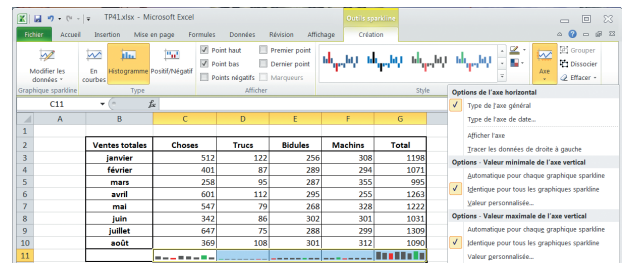 TP41.xlsx - Microsoft Excel
Outils sparkline
Fichier Accueil Insertion Mise en page Formules Données Révision Affichage Création
Modifier les données
En courbes
Histogramme
Positif/Négatif
Point haut
Premier point
Point bas
Dernier point
Points négatifs
Marqueurs
Axe
Grouper
Dissocier
Effacer
Graphique sparkline Type Afficher Style
C11 fx
A B C D E F G
1
2 Ventes totales Choses Trucs Bidules Machins Total
3 janvier 512 122 256 308 1198
4 février 401 87 289 294 1071
5 mars 258 95 287 355 995
6 avril 601 112 295 255 1263
7 mai 547 79 268 328 1222
8 juin 342 86 302 301 1031
9 juillet 647 75 288 299 1309
10 août 369 108 301 312 1090
11
Options de l'axe horizontal
Type de l'axe général
Type de l'axe de date...
Afficher l'axe
Tracer les données de droite à gauche
Options - Valeur minimale de l'axe vertical
Automatique pour chaque graphique sparkline
Identique pour tous les graphiques sparkline
Valeur personnalisée...
Options - Valeur maximale de l'axe vertical
Automatique pour chaque graphique sparkline
Identique pour tous les graphiques sparkline
Valeur personnalisée...